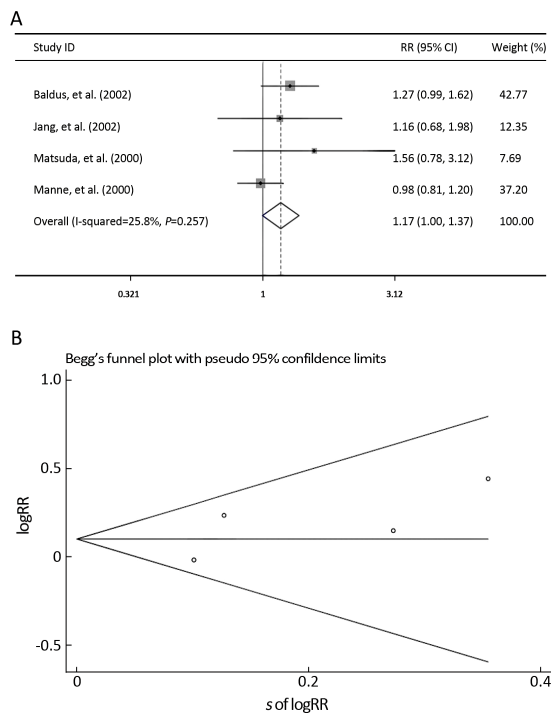 A
Study ID RR (95% CI) Weight (%)
Baldus, et al. (2002) 1.27 (0.99, 1.62) 42.77
Jang, et al. (2002) 1.16 (0.68, 1.98) 12.35
Matsuda, et al. (2000) 1.56 (0.78, 3.12) 7.69
Manne, et al. (2000) 0.98 (0.81, 1.20) 37.20
Overall (I-squared=25.8%, P=0.257) 1.17 (1.00, 1.37) 100.00
0.321 1 3.12
B
Begg's funnel plot with pseudo 95% confidence limits
1.0
0.5
0
-0.5
logRR
0 0.2 0.4
s of logRR